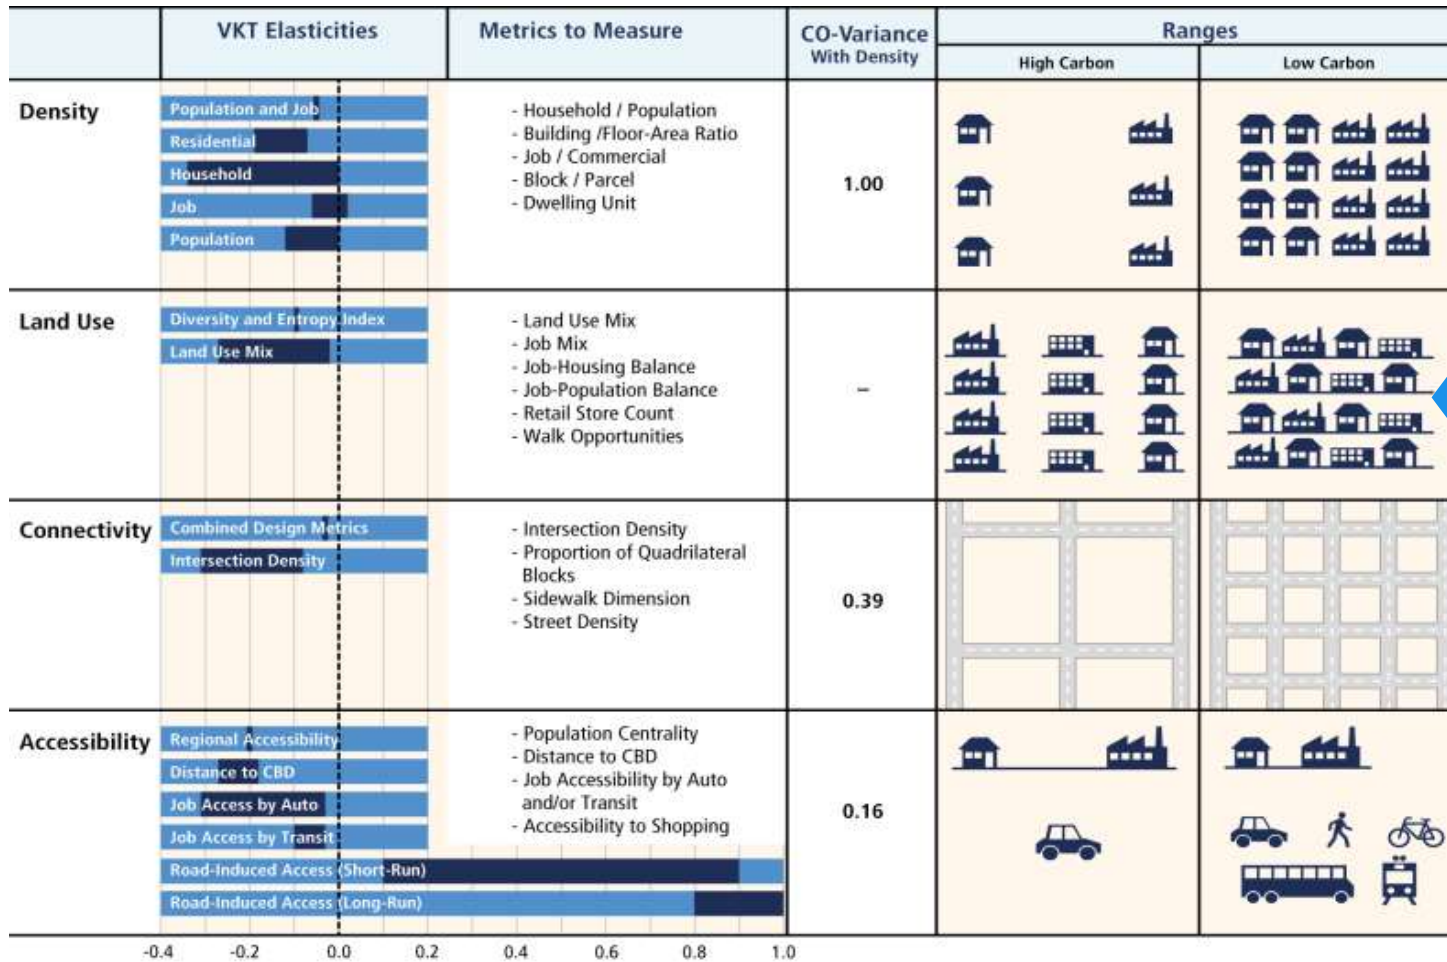 VKT Elasticities
Metrics to Measure
CO-Variance
With Density
Ranges
High Carbon
Low Carbon
Density
Population and Job
Residential
Household
Job
Population
- Household / Population
- Building /Floor-Area Ratio
- Job / Commercial
- Block / Parcel
- Dwelling Unit
1.00
Land Use
Diversity and Entropy Index
Land Use Mix
- Land Use Mix
- Job Mix
- Job-Housing Balance
- Job-Population Balance
- Retail Store Count
- Walk Opportunities
–
Connectivity
Combined Design Metrics
Intersection Density
- Intersection Density
- Proportion of Quadrilateral
Blocks
- Sidewalk Dimension
- Street Density
0.39
Accessibility
Regional Accessibility
Distance to CBD
Job Access by Auto
Job Access by Transit
Road-Induced Access (Short-Run)
Road-Induced Access (Long-Run)
- Population Centrality
- Distance to CBD
- Job Accessibility by Auto
and/or Transit
- Accessibility to Shopping
0.16
-0.4 -0.2 0.0 0.2 0.4 0.6 0.8 1.0